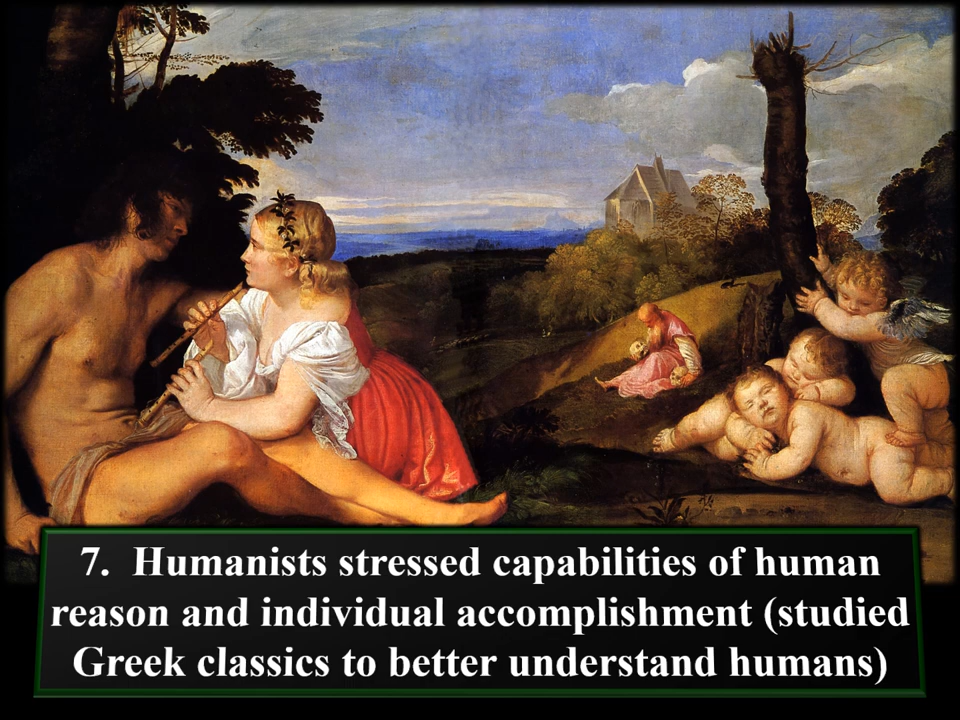 7. Humanists stressed capabilities of human
reason and individual accomplishment (studied
Greek classics to better understand humans)